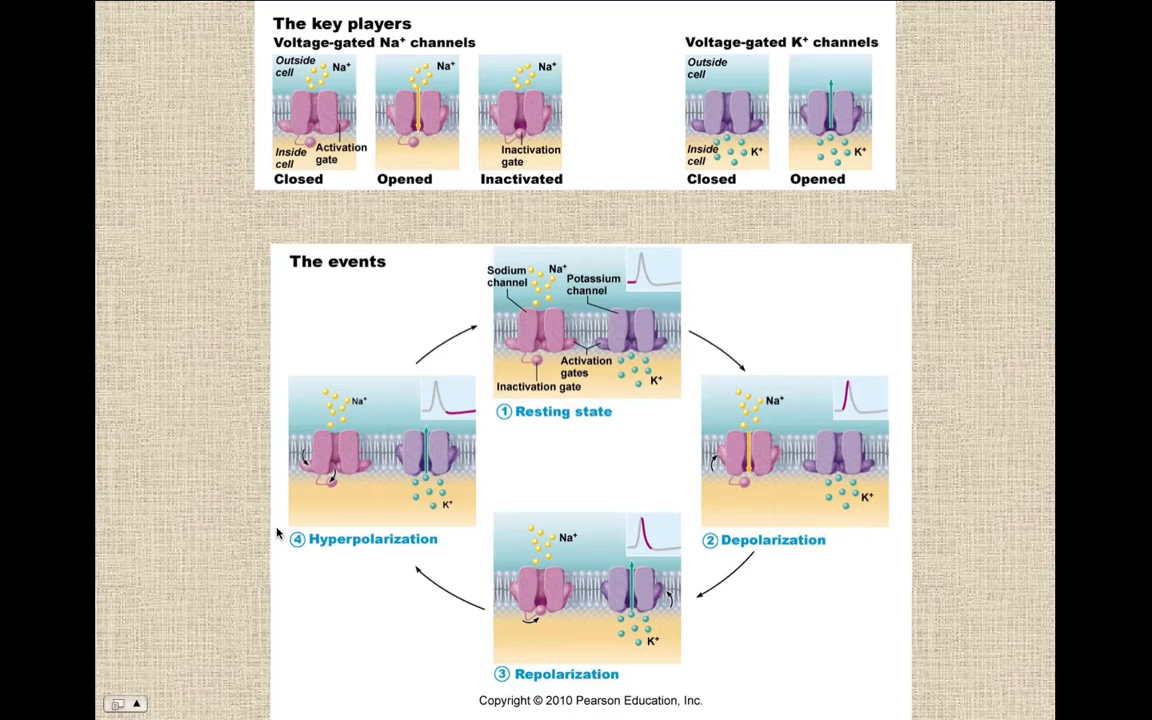 The key players
Voltage-gated Na⁺ channels
Outside
cell
Na⁺
Inside
cell
Activation
gate
Closed
Na⁺
Opened
Na⁺
Inactivation
gate
Inactivated
Voltage-gated K⁺ channels
Outside
cell
Inside
cell
K⁺
Closed
K⁺
Opened
The events
Sodium
channel
Na⁺
Potassium
channel
Activation
gates
Inactivation gate
K⁺
① Resting state
Na⁺
K⁺
② Depolarization
Na⁺
K⁺
③ Repolarization
Na⁺
K⁺
④ Hyperpolarization
Copyright © 2010 Pearson Education, Inc.